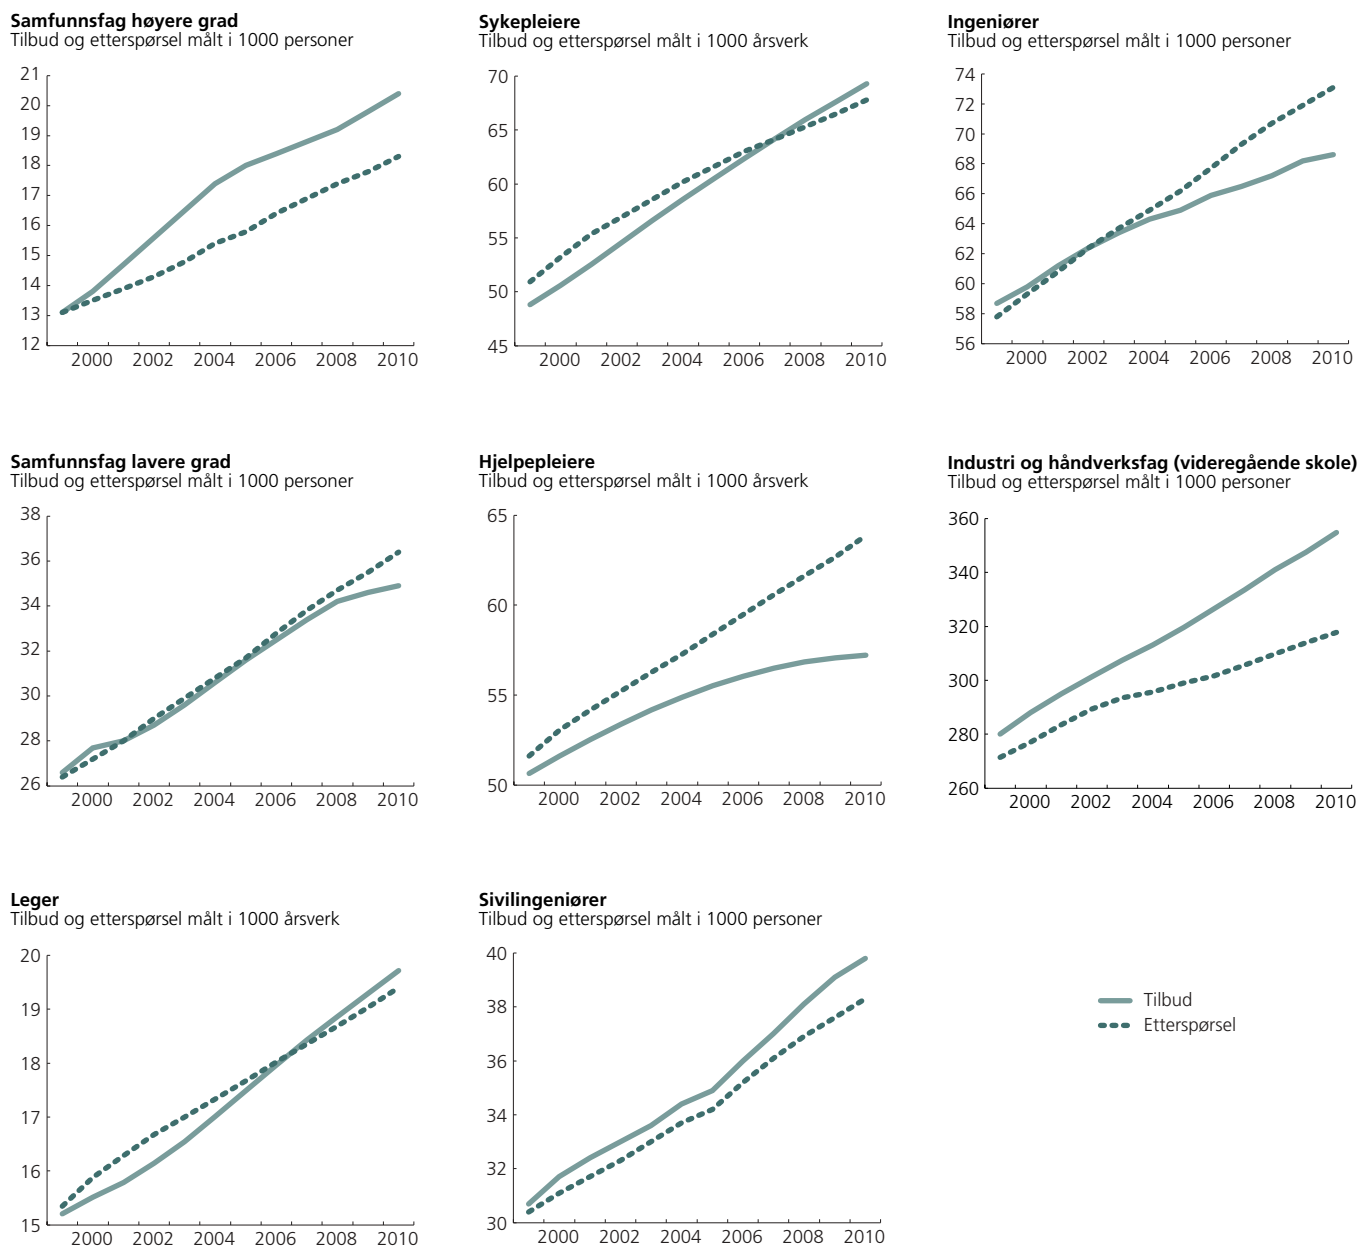 Samfunnsfag høyere grad
Tilbud og etterspørsel målt i 1000 personer
21
20
19
18
17
16
15
14
13
12
2000 2002 2004 2006 2008 2010
Sykepleiere
Tilbud og etterspørsel målt i 1000 årsverk
70
65
60
55
50
45
2000 2002 2004 2006 2008 2010
Ingeniører
Tilbud og etterspørsel målt i 1000 personer
74
72
70
68
66
64
62
60
58
56
2000 2002 2004 2006 2008 2010
Samfunnsfag lavere grad
Tilbud og etterspørsel målt i 1000 personer
38
36
34
32
30
28
26
2000 2002 2004 2006 2008 2010
Hjelpepleiere
Tilbud og etterspørsel målt i 1000 årsverk
65
60
55
50
2000 2002 2004 2006 2008 2010
Industri og håndverksfag (videregående skole)
Tilbud og etterspørsel målt i 1000 personer
360
340
320
300
280
260
2000 2002 2004 2006 2008 2010
Leger
Tilbud og etterspørsel målt i 1000 årsverk
20
19
18
17
16
15
2000 2002 2004 2006 2008 2010
Sivilingeniører
Tilbud og etterspørsel målt i 1000 personer
40
38
36
34
32
30
2000 2002 2004 2006 2008 2010
Tilbud
Etterspørsel